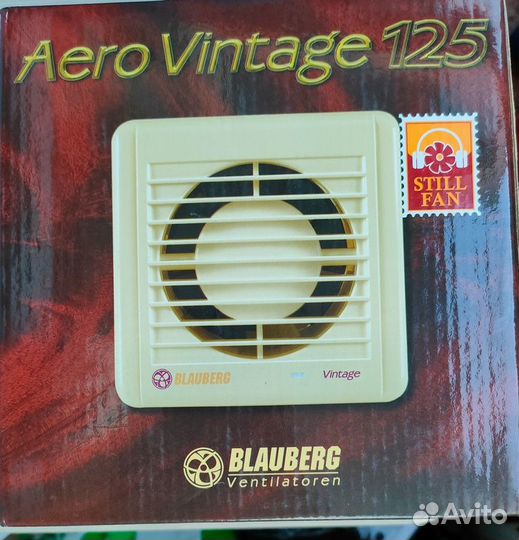 Aero Vintage 125
STILL
FAN
BLAUBERG
Vintage
BLAUBERG
Ventilatoren
Avito